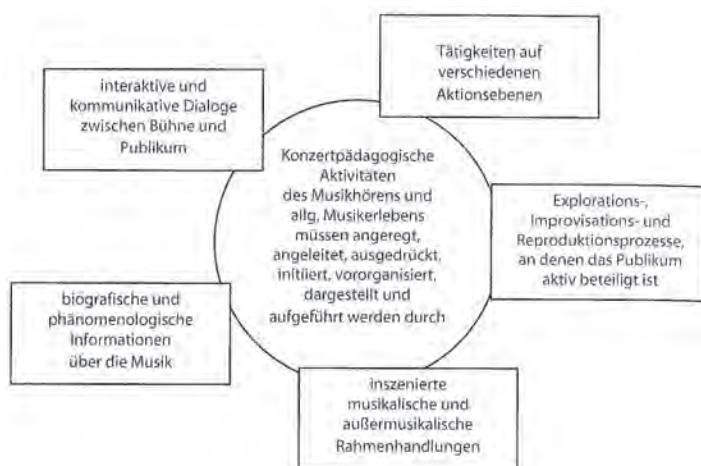 Tätigkeiten auf
verschiedenen
Aktionsebenen
interaktive und
kommunikative Dialoge
zwischen Bühne und
Publikum
Konzertpädagogische
Aktivitäten
des Musikhörens und
allg. Musikerlebens
müssen angeregt,
angeleitet, ausgedrückt,
initiiert, vororganisiert,
dargestellt und
aufgeführt werden durch
Explorations-,
Improvisations- und
Reproduktionsprozesse,
an denen das Publikum
aktiv beteiligt ist
biografische und
phänomenologische
Informationen
über die Musik
inszenierte
musikalische und
außermusikalische
Rahmenhandlungen